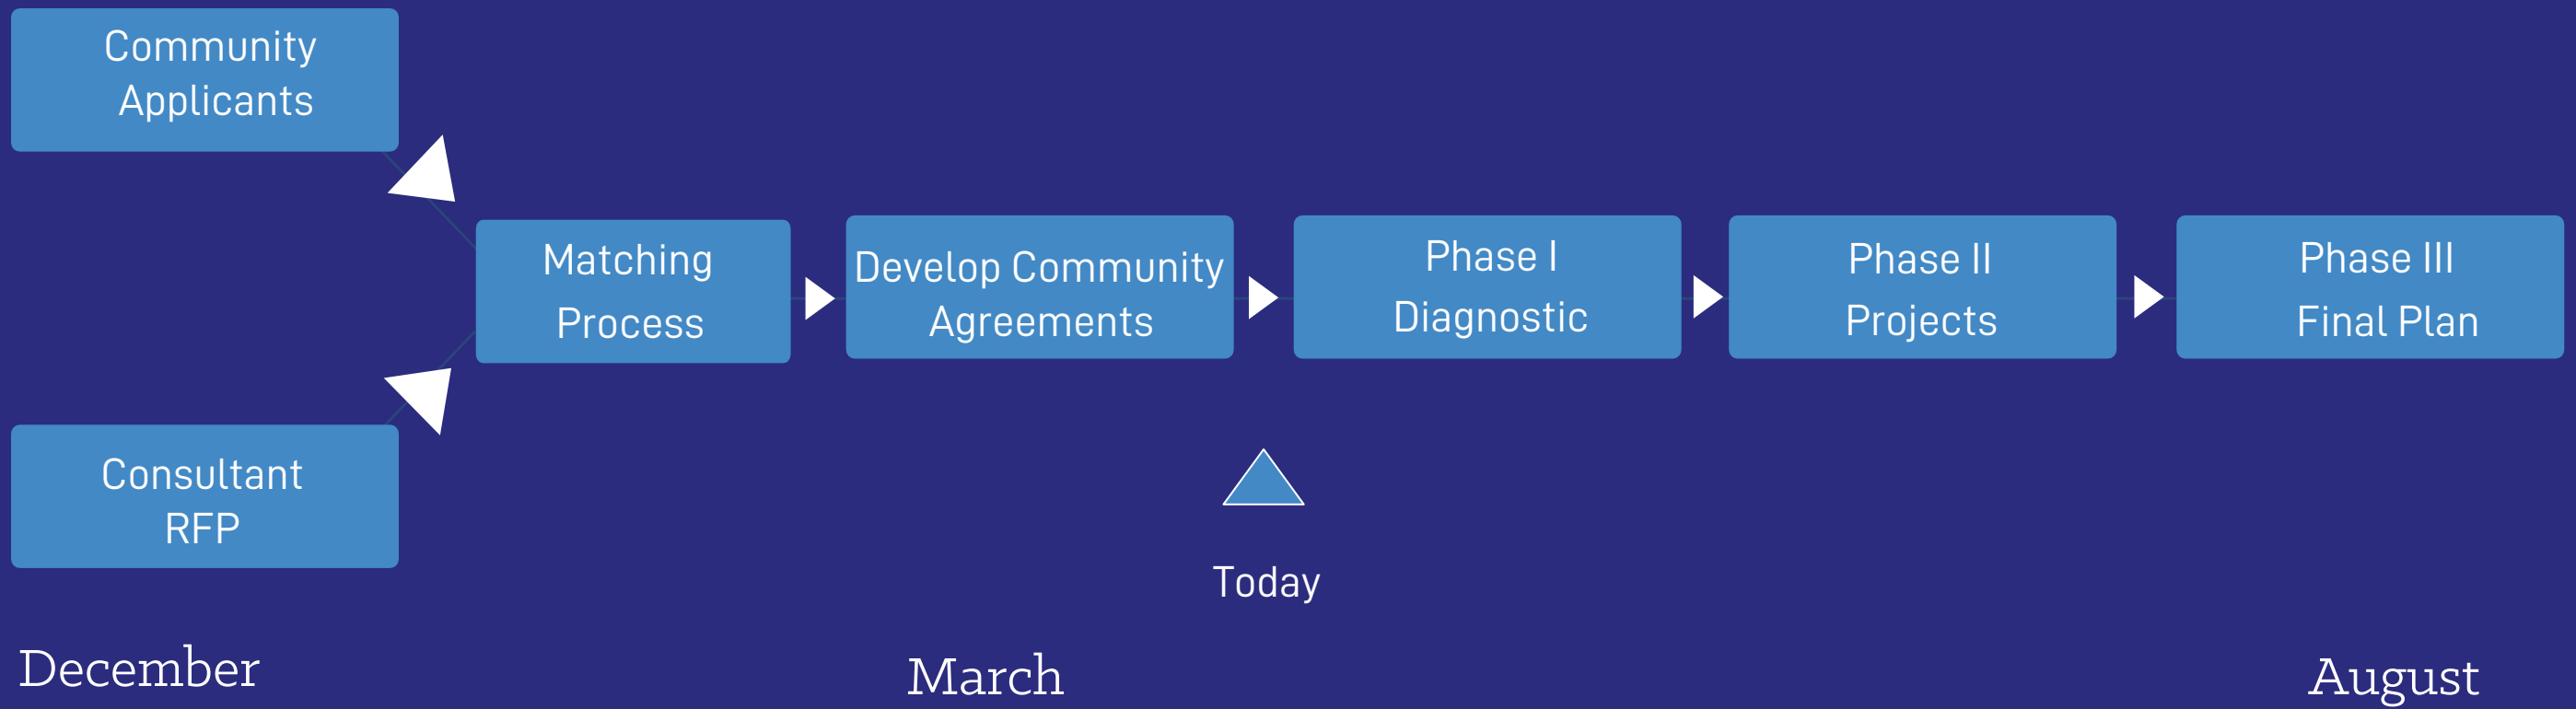 Community
Applicants
Consultant
RFP
Matching
Process
Develop Community
Agreements
Phase I
Diagnostic
Phase II
Projects
Phase III
Final Plan
Today
December
March
August